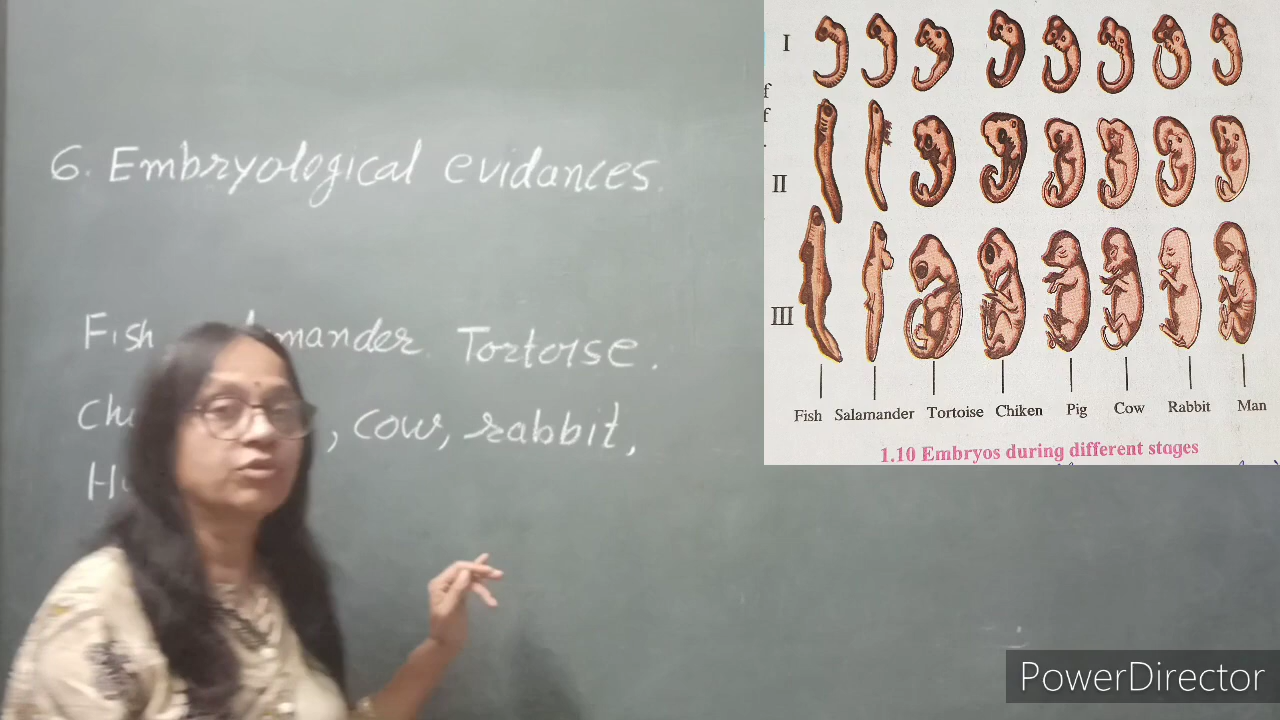 6. Embryological evidances.
Fish mander Tortoise.
, cow, rabbit,
I
f
f
II
III
Fish Salamander Tortoise Chiken Pig Cow Rabbit Man
1.10 Embryos during different stages
PowerDirector